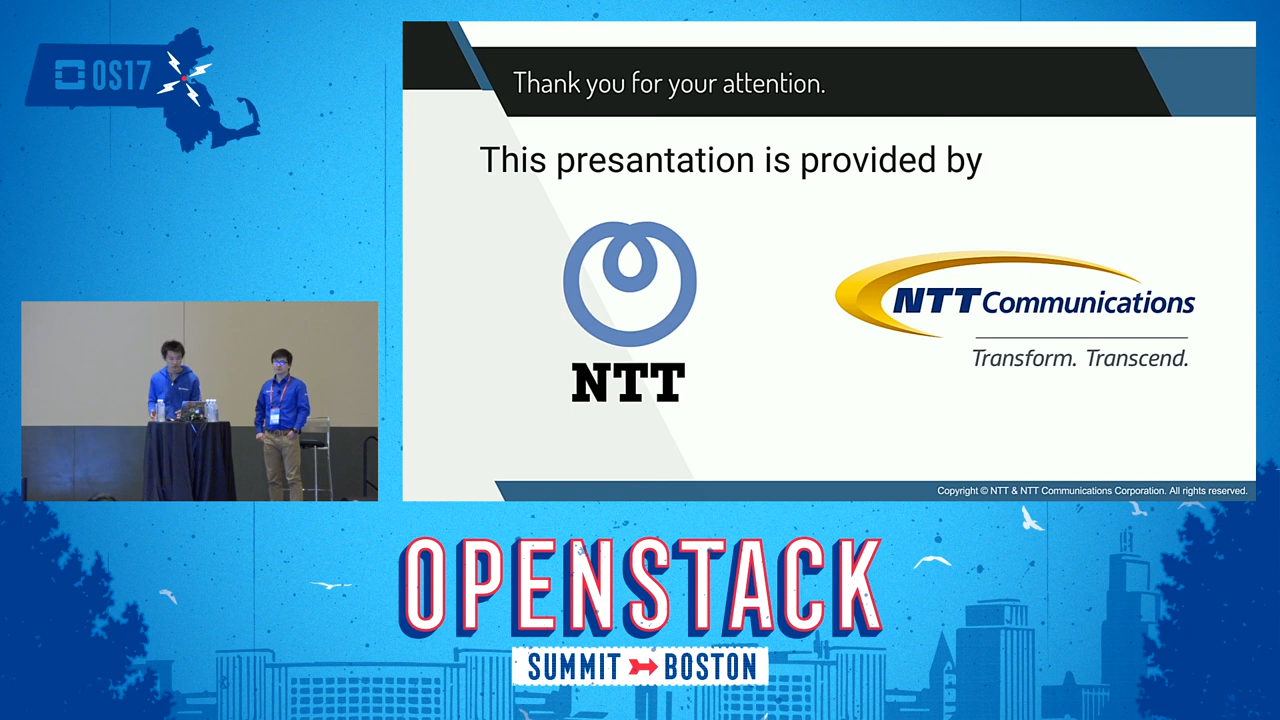 OS17
Thank you for your attention.
This presantation is provided by
NTT
NTT Communications
Transform. Transcend.
Copyright © NTT & NTT Communications Corporation. All rights reserved.
OPENSTACK
SUMMIT BOSTON